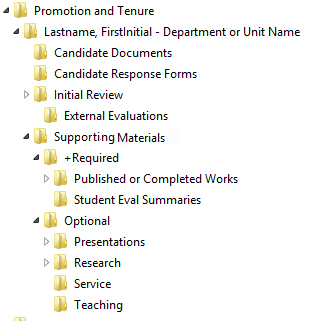 Promotion and Tenure
Lastname, FirstInitial - Department or Unit Name
Candidate Documents
Candidate Response Forms
Initial Review
External Evaluations
Supporting Materials
+Required
Published or Completed Works
Student Eval Summaries
Optional
Presentations
Research
Service
Teaching